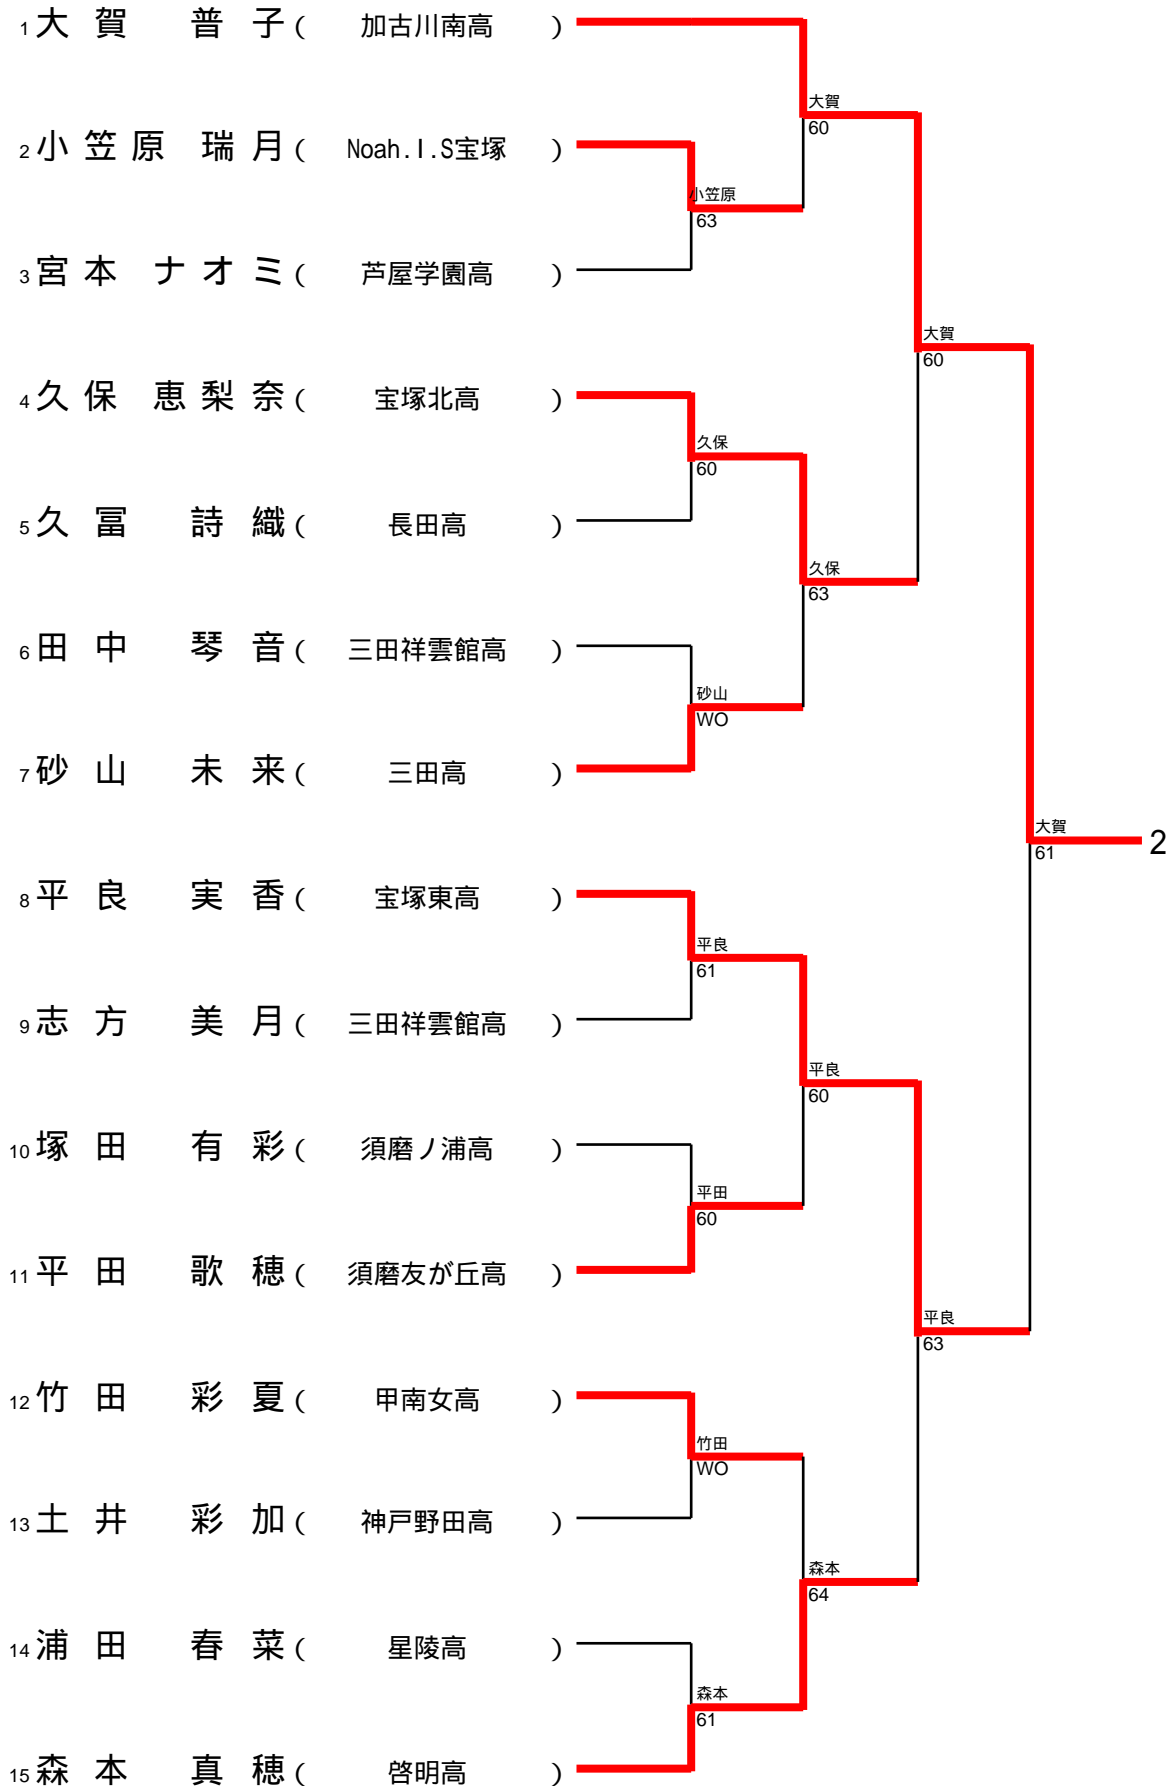 1 大賀 普子 ( 加古川南高 )
大賀
60
2 小笠原 瑞月 ( Noah.I.S宝塚 )
小笠原
63
3 宮本 ナオミ ( 芦屋学園高 )
大賀
60
4 久保 恵梨奈 ( 宝塚北高 )
久保
60
5 久冨 詩織 ( 長田高 )
久保
63
6 田中 琴音 ( 三田祥雲館高 )
砂山
WO
7 砂山 未来 ( 三田高 )
大賀
61
2
8 平良 実香 ( 宝塚東高 )
平良
61
9 志方 美月 ( 三田祥雲館高 )
平良
60
10 塚田 有彩 ( 須磨ノ浦高 )
平田
60
11 平田 歌穂 ( 須磨友が丘高 )
平良
63
12 竹田 彩夏 ( 甲南女高 )
竹田
WO
13 土井 彩加 ( 神戸野田高 )
森本
64
14 浦田 春菜 ( 星陵高 )
森本
61
15 森本 真穂 ( 啓明高 )